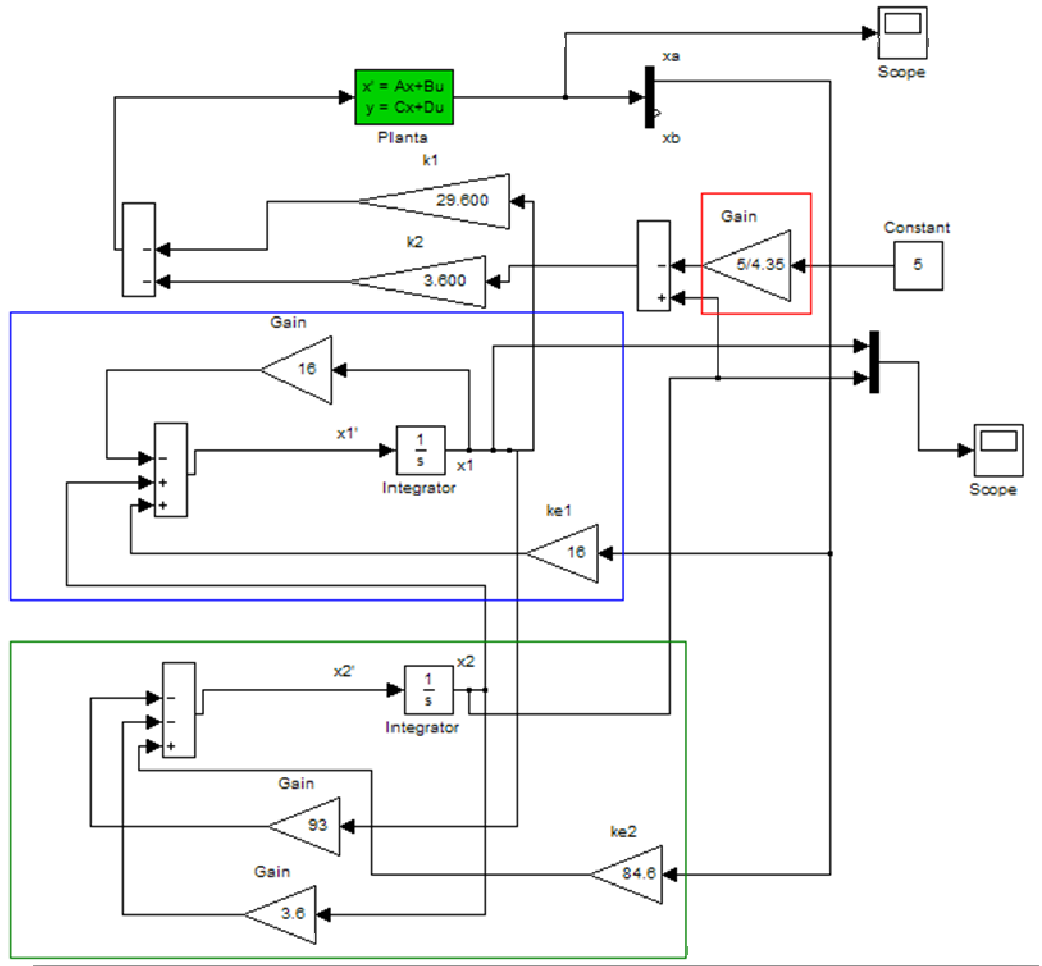 xa
Scope
x' = Ax+Bu
y = Cx+Du
Pllanta
xb
k1
29.600
Gain
5/4.35
Constant
5
k2
3.600
-
-
-
+
Gain
16
x1'
1
s
x1
Integrator
-
+
+
Scope
ke1
16
x2'
1
s
x2
Integrator
-
-
+
Gain
93
ke2
84.6
Gain
3.6